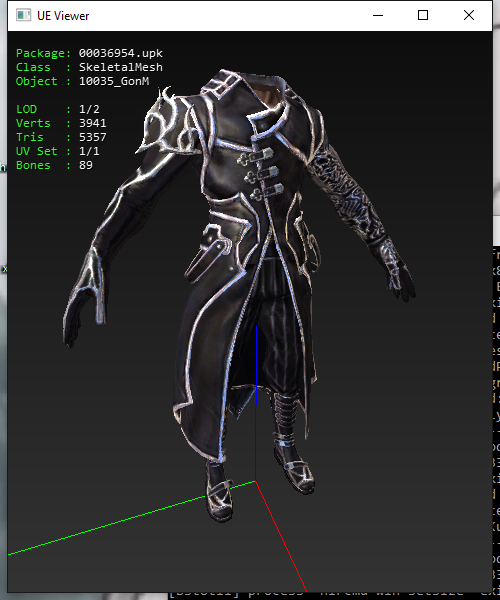 UE Viewer
Package: 00036954.upk
Class  : SkeletalMesh
Object : 10035_GonM
LOD    : 1/2
Verts  : 3941
Tris   : 5357
UV Set : 1/1
Bones  : 89